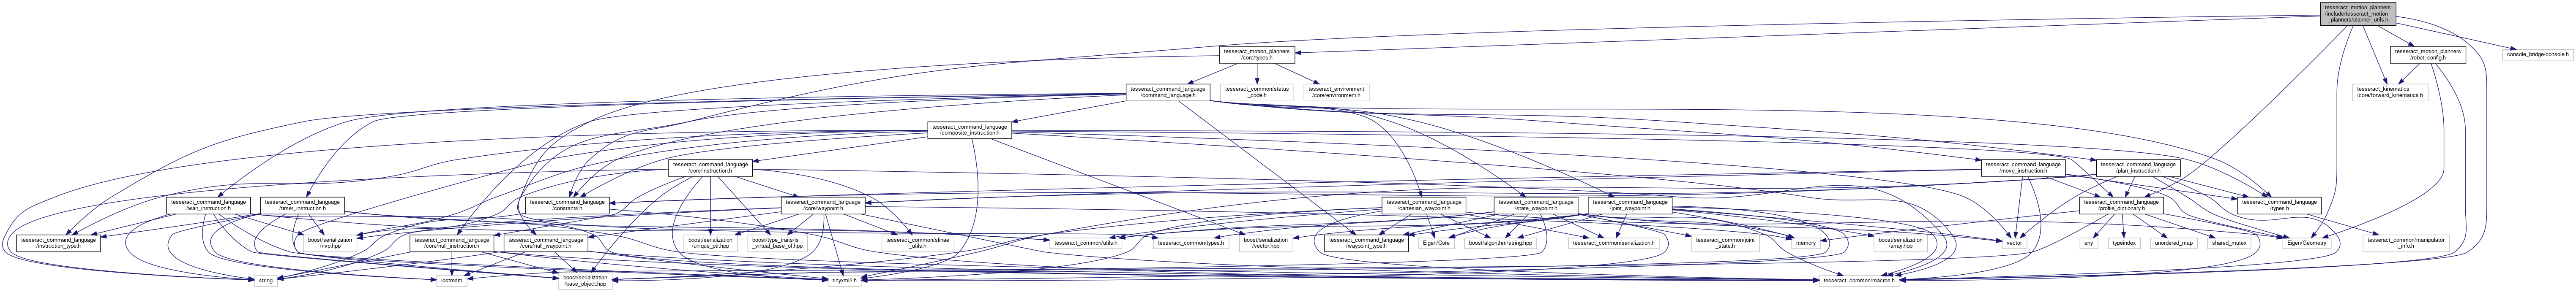 tesseract_motion_planners
/include/tesseract_motion
_planners/planner_utils.h
tesseract_motion_planners
/core/types.h
tesseract_motion_planners
/robot_config.h
console_bridge/console.h
tesseract_command_language
/command_language.h
tesseract_common/status
_code.h
tesseract_environment
/core/environment.h
tesseract_kinematics
/core/forward_kinematics.h
tesseract_command_language
/composite_instruction.h
tesseract_command_language
/core/instruction.h
tesseract_command_language
/move_instruction.h
tesseract_command_language
/plan_instruction.h
tesseract_command_language
/wait_instruction.h
tesseract_command_language
/timer_instruction.h
tesseract_command_language
/constants.h
tesseract_command_language
/core/waypoint.h
tesseract_command_language
/cartesian_waypoint.h
tesseract_command_language
/state_waypoint.h
tesseract_command_language
/joint_waypoint.h
tesseract_command_language
/profile_dictionary.h
tesseract_command_language
/types.h
tesseract_command_language
/instruction_type.h
boost/serialization
/nvp.hpp
tesseract_command_language
/core/null_instruction.h
tesseract_command_language
/core/null_waypoint.h
boost/serialization
/unique_ptr.hpp
boost/type_traits/is
_virtual_base_of.hpp
tesseract_common/sfinae
_utils.h
tesseract_common/utils.h
tesseract_common/types.h
boost/serialization
/vector.hpp
tesseract_command_language
/waypoint_type.h
Eigen/Core
boost/algorithm/string.hpp
tesseract_common/serialization.h
tesseract_common/joint
_state.h
memory
boost/serialization
/array.hpp
vector
any
typeindex
unordered_map
shared_mutex
Eigen/Geometry
tesseract_common/manipulator
_info.h
string
iostream
boost/serialization
/base_object.hpp
tinyxml2.h
tesseract_common/macros.h